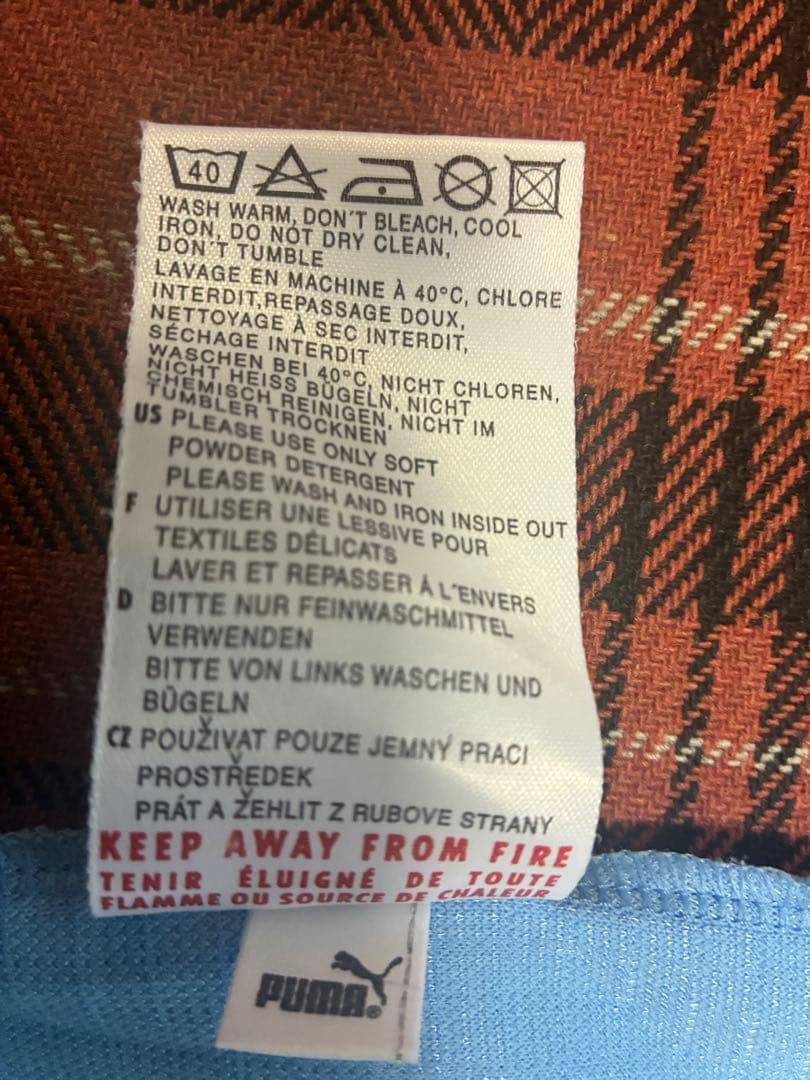 40
WASH WARM, DON'T BLEACH, COOL
IRON, DO NOT DRY CLEAN,
DON'T TUMBLE
LAVAGE EN MACHINE À 40°C, CHLORE
INTERDIT,REPASSAGE DOUX,
NETTOYAGE À SEC INTERDIT,
SÉCHAGE INTERDIT
WASCHEN BEI 40°C, NICHT CHLOREN,
NICHT HEISS BÜGELN, NICHT
CHEMISCH REINIGEN, NICHT IM
TUMBLER TROCKNEN
US PLEASE USE ONLY SOFT
POWDER DETERGENT
PLEASE WASH AND IRON INSIDE OUT
F UTILISER UNE LESSIVE POUR
TEXTILES DÉLICATS
LAVER ET REPASSER À L'ENVERS
D BITTE NUR FEINWASCHMITTEL
VERWENDEN
BITTE VON LINKS WASCHEN UND
BÜGELN
CZ POUŽIVAT POUZE JEMNÝ PRACI
PROSTŘEDEK
PRÁT A ŽEHLIT Z RUBOVE STRANY
KEEP AWAY FROM FIRE
TENIR ÉLUIGNÉ DE TOUTE
FLAMME OU SOURCE DE CHALEUR
PUMA®